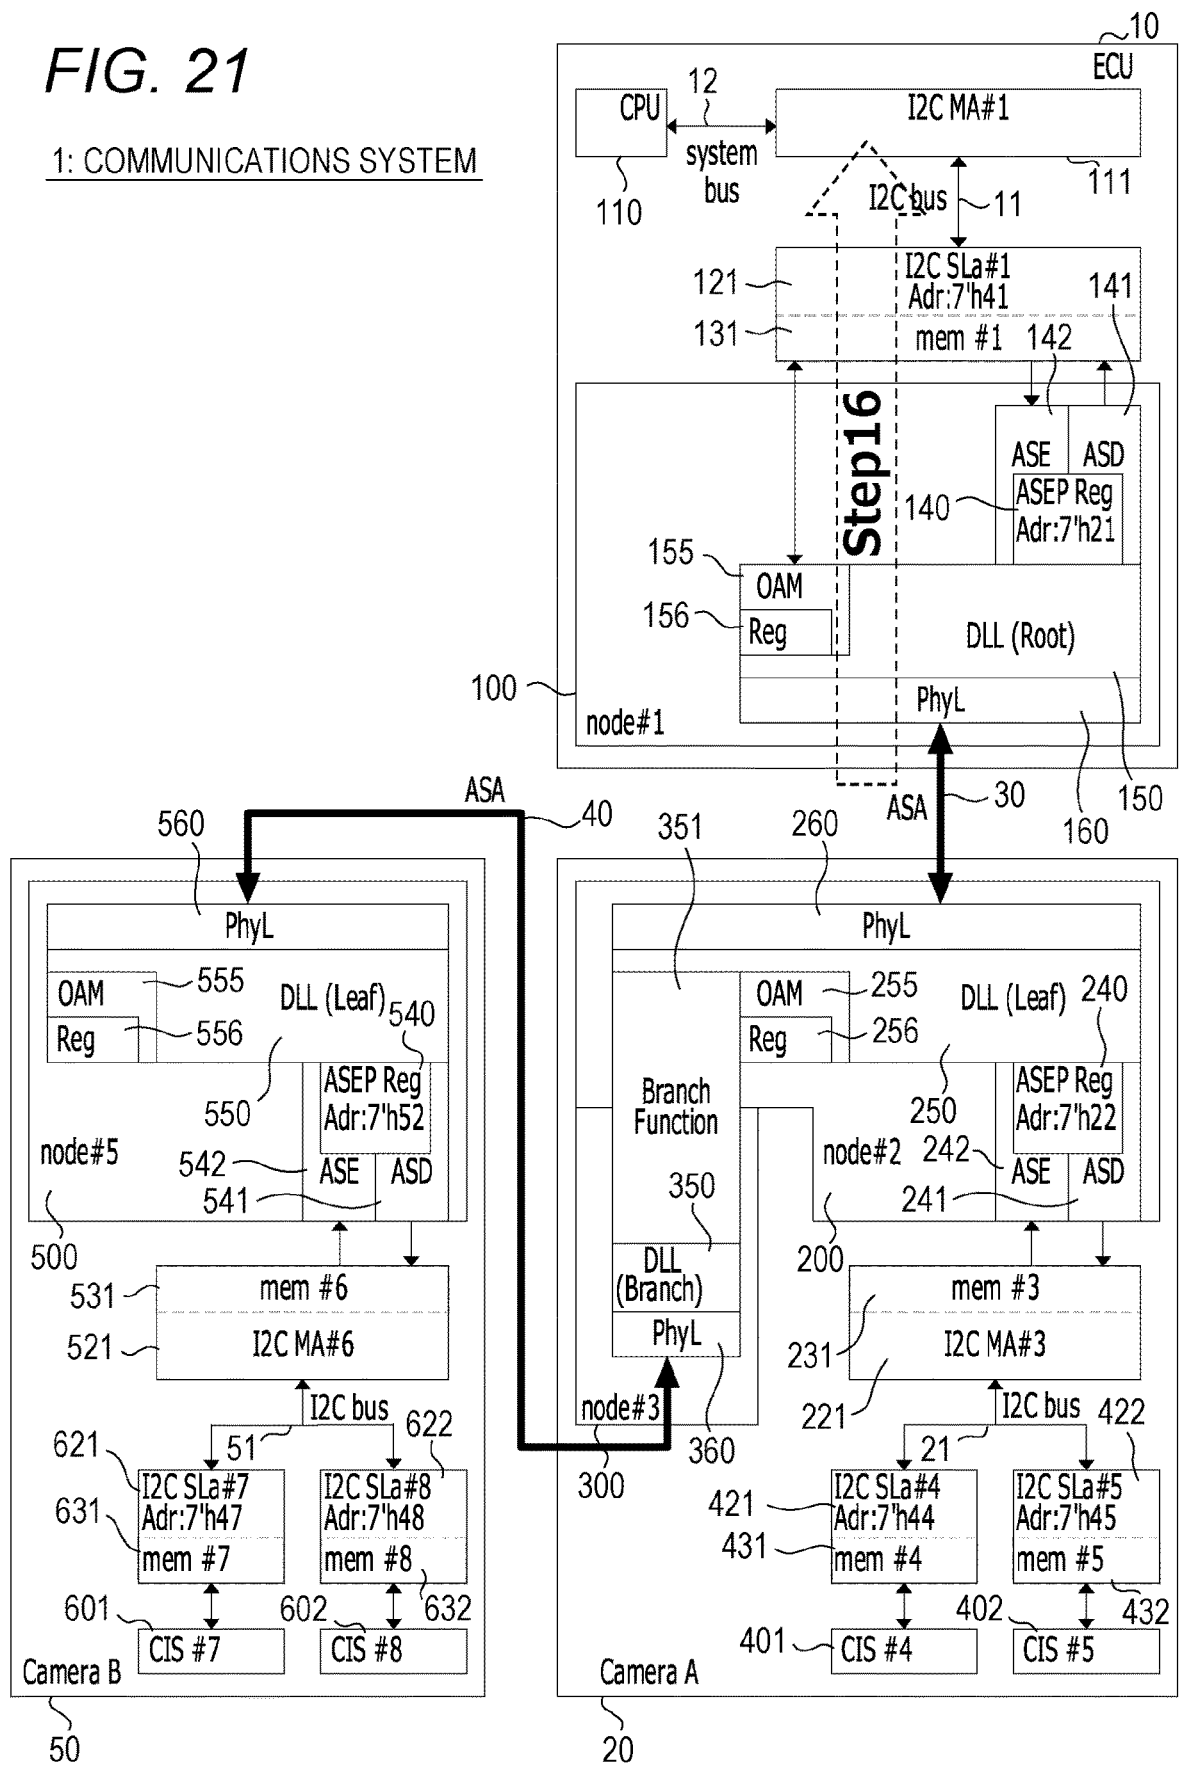 FIG. 21
1: COMMUNICATIONS SYSTEM
10
ECU
CPU
12
system
bus
I2C MA#1
110
I2C bus
11
111
121
I2C SLa#1
Adr:7'h41
141
131
mem #1
142
Step16
ASE
ASD
140
ASEP Reg
Adr:7'h21
155
OAM
156
Reg
DLL (Root)
100
node#1
PhyL
ASA
40
ASA
30
160
150
560
351
260
PhyL
PhyL
OAM
555
DLL (Leaf)
540
Reg
556
550
ASEP Reg
Adr:7'h52
node#5
542
ASE
ASD
541
500
OAM
255
DLL (Leaf)
240
Reg
256
Branch
Function
250
ASEP Reg
Adr:7'h22
node#2
242
ASE
ASD
350
241
200
DLL
(Branch)
PhyL
531
mem #6
521
I2C MA#6
mem #3
231
I2C MA#3
221
I2C bus
51
622
621
node#3
300
360
I2C bus
21
422
I2C SLa#7
Adr:7'h47
631
mem #7
I2C SLa#8
Adr:7'h48
mem #8
421
I2C SLa#4
Adr:7'h44
431
mem #4
I2C SLa#5
Adr:7'h45
mem #5
601
602
632
402
432
CIS #7
CIS #8
401
CIS #4
CIS #5
Camera B
Camera A
50
20